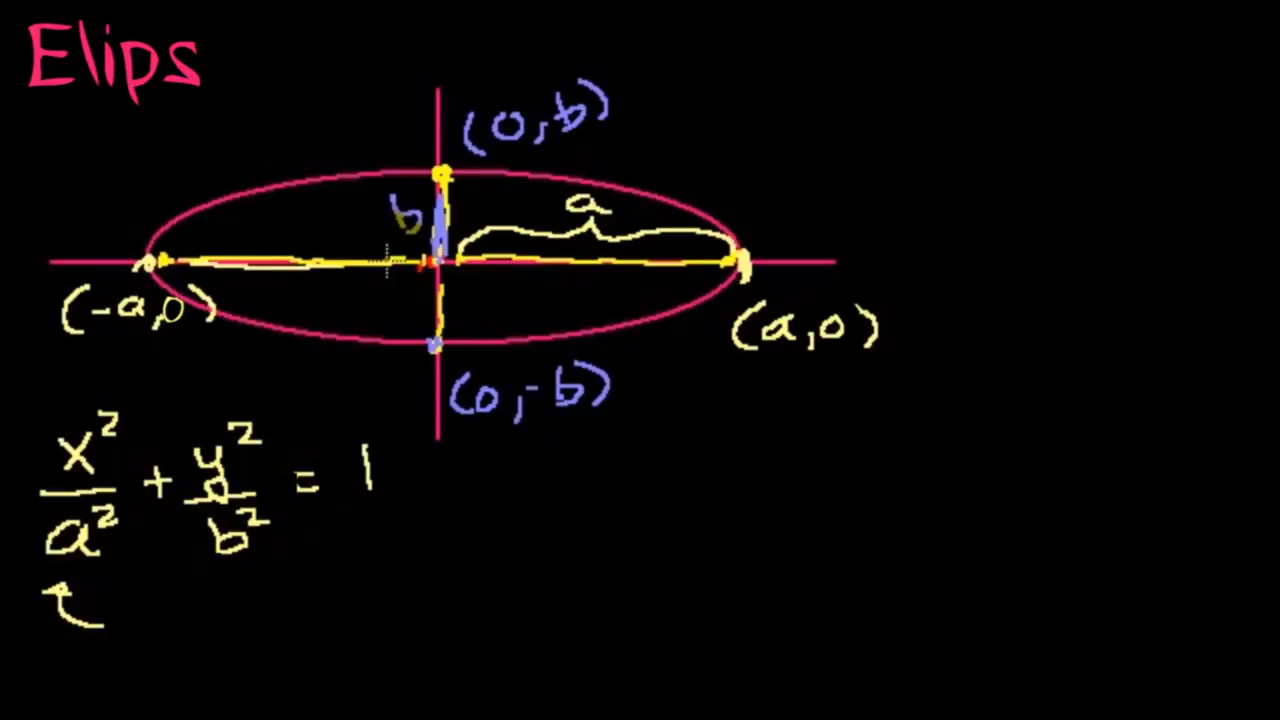 Elips
(0,b)
b
a
(-a,0)
(a,0)
(0,-b)
x²/a² + y²/b² = 1